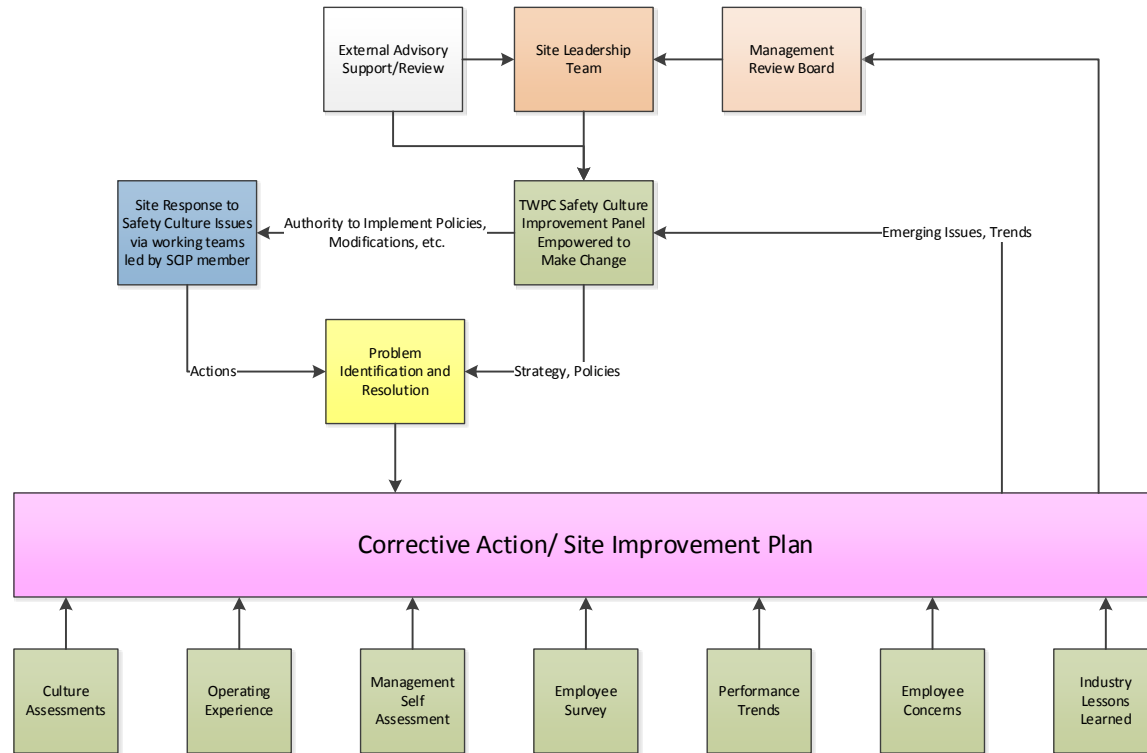 External Advisory
Support/Review
Site Leadership
Team
Management
Review Board
Site Response to
Safety Culture Issues
via working teams
led by SCIP member
Authority to Implement Policies,
Modifications, etc.
TWPC Safety Culture
Improvement Panel
Empowered to
Make Change
Emerging Issues, Trends
Problem
Identification and
Resolution
Actions
Strategy, Policies
Corrective Action/ Site Improvement Plan
Culture
Assessments
Operating
Experience
Management
Self
Assessment
Employee
Survey
Performance
Trends
Employee
Concerns
Industry
Lessons
Learned